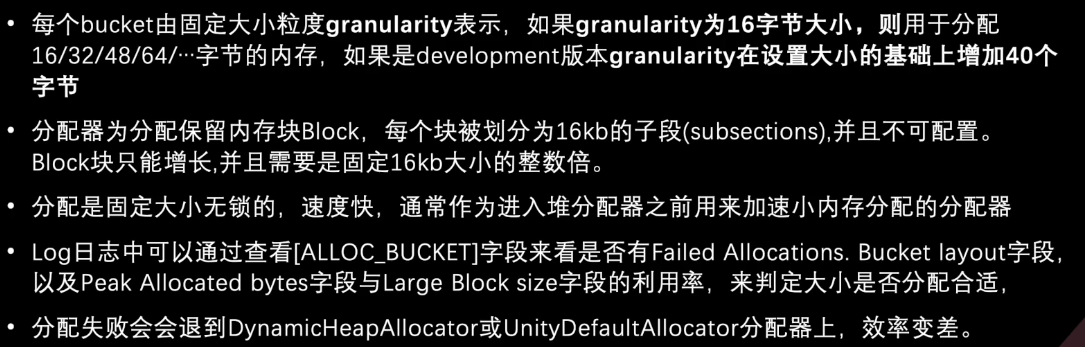 • 每个bucket由固定大小粒度granularity表示，如果granularity为16字节大小，则用于分配
16/32/48/64/…字节的内存，如果是development版本granularity在设置大小的基础上增加40个
字节
• 分配器为分配保留内存块Block，每个块被划分为16kb的子段(subsections),并且不可配置。
Block块只能增长,并且需要是固定16kb大小的整数倍。
• 分配是固定大小无锁的，速度快，通常作为进入堆分配器之前用来加速小内存分配的分配器
• Log日志中可以通过查看[ALLOC_BUCKET]字段来看是否有Failed Allocations. Bucket layout字段,
以及Peak Allocated bytes字段与Large Block size字段的利用率，来判定大小是否分配合适,
• 分配失败会会退到DynamicHeapAllocator或UnityDefaultAllocator分配器上，效率变差。